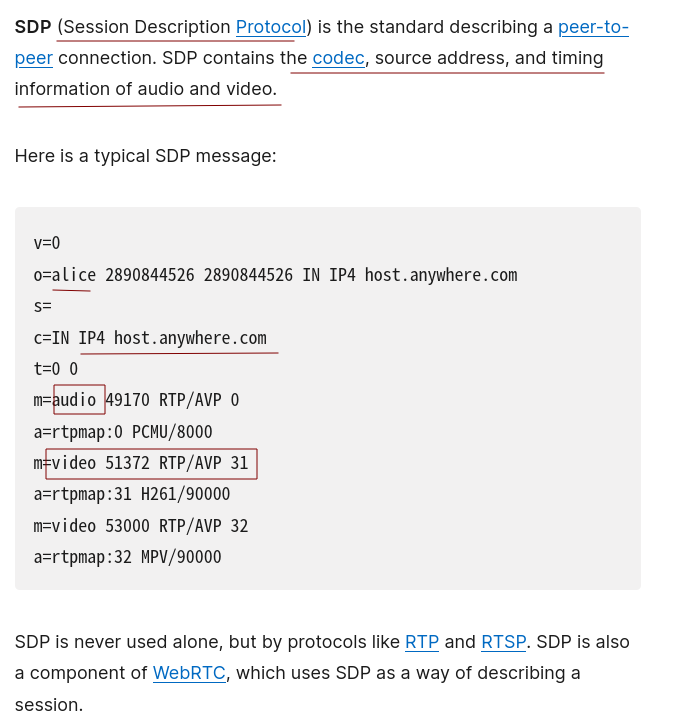 SDP (Session Description Protocol) is the standard describing a peer-to-
peer connection. SDP contains the codec, source address, and timing
information of audio and video.
Here is a typical SDP message:
v=0
o=alice 2890844526 2890844526 IN IP4 host.anywhere.com
s=
c=IN IP4 host.anywhere.com
t=0 0
m=audio 49170 RTP/AVP 0
a=rtpmap:0 PCMU/8000
m=video 51372 RTP/AVP 31
a=rtpmap:31 H261/90000
m=video 53000 RTP/AVP 32
a=rtpmap:32 MPV/90000
SDP is never used alone, but by protocols like RTP and RTSP. SDP is also
a component of WebRTC, which uses SDP as a way of describing a
session.